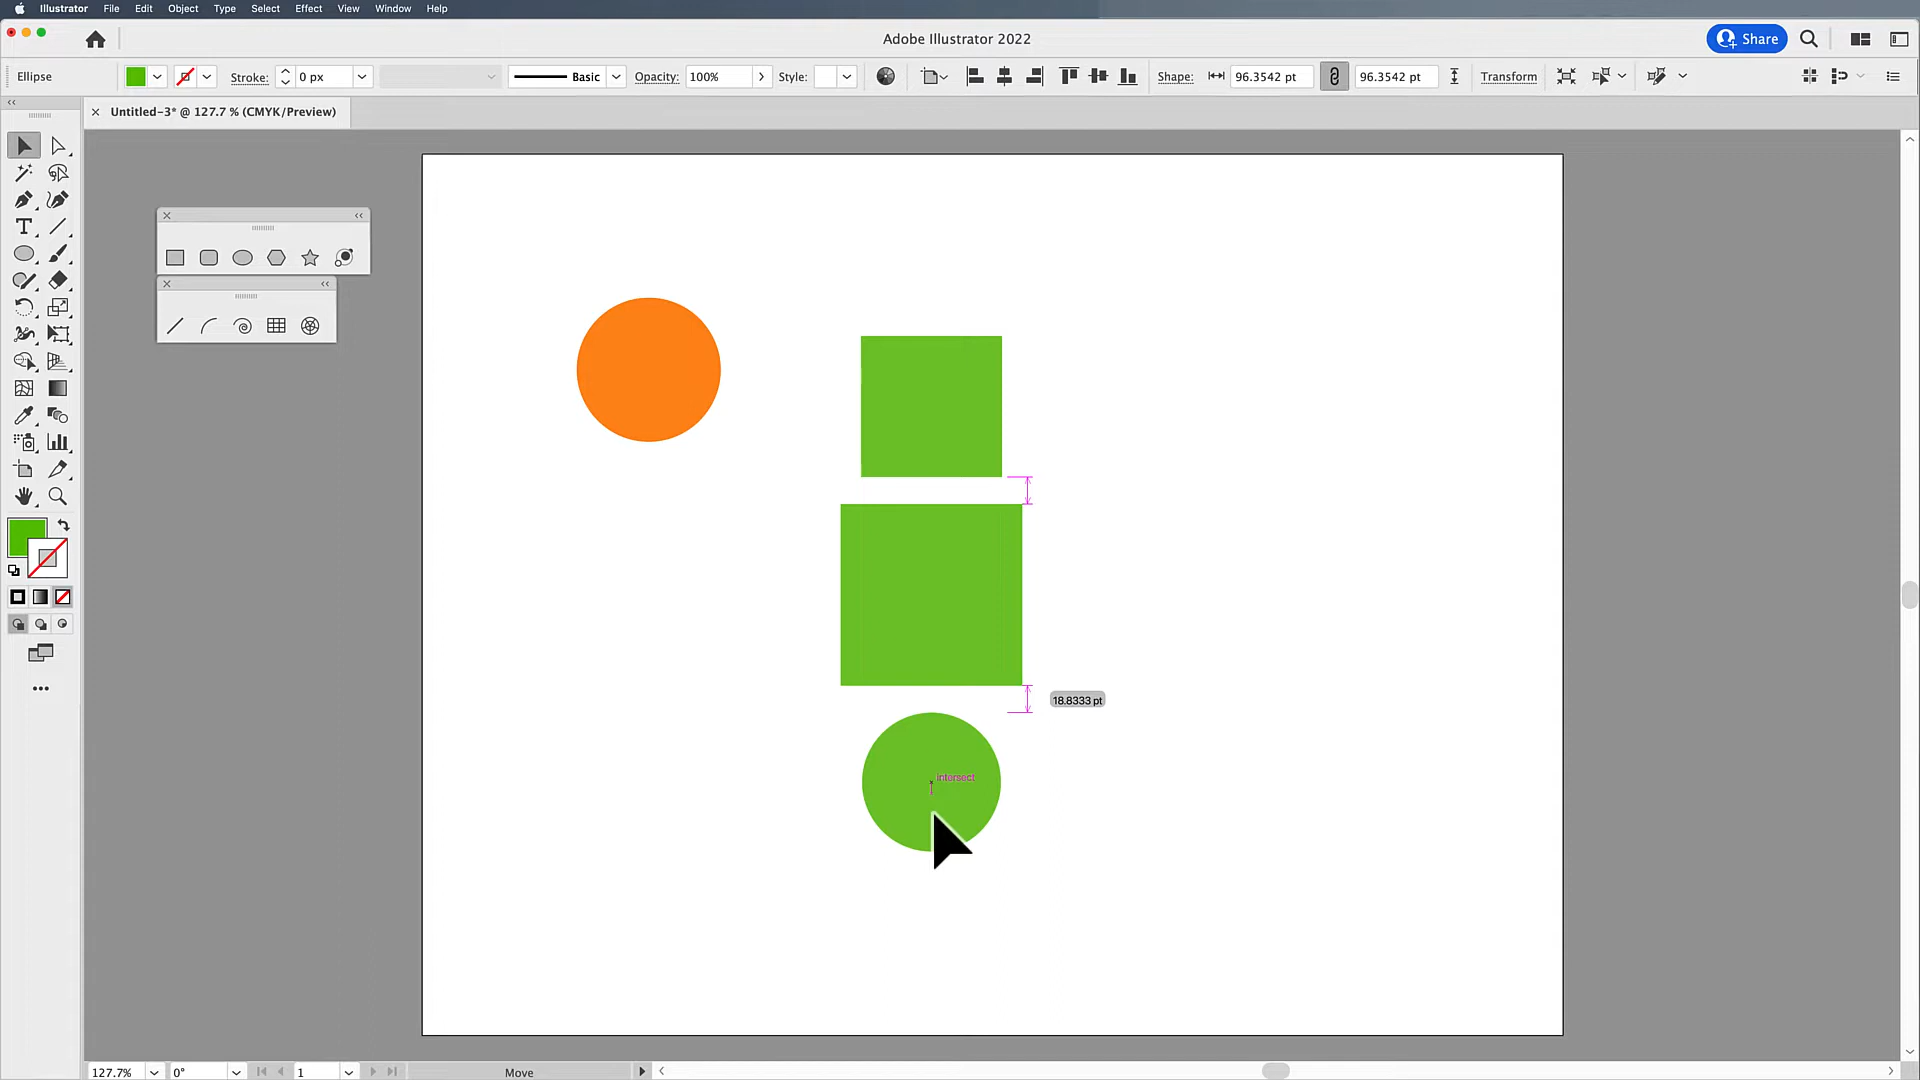 Illustrator File Edit Object Type Select Effect View Window Help
Adobe Illustrator 2022
Share
Ellipse
Stroke:
0 px
Basic
Opacity:
100%
Style:
Shape:
96.3542 pt
96.3542 pt
Transform
Untitled-3* @ 127.7 % (CMYK/Preview)
18.8333 pt
intersect
127.7%
0°
1
Move